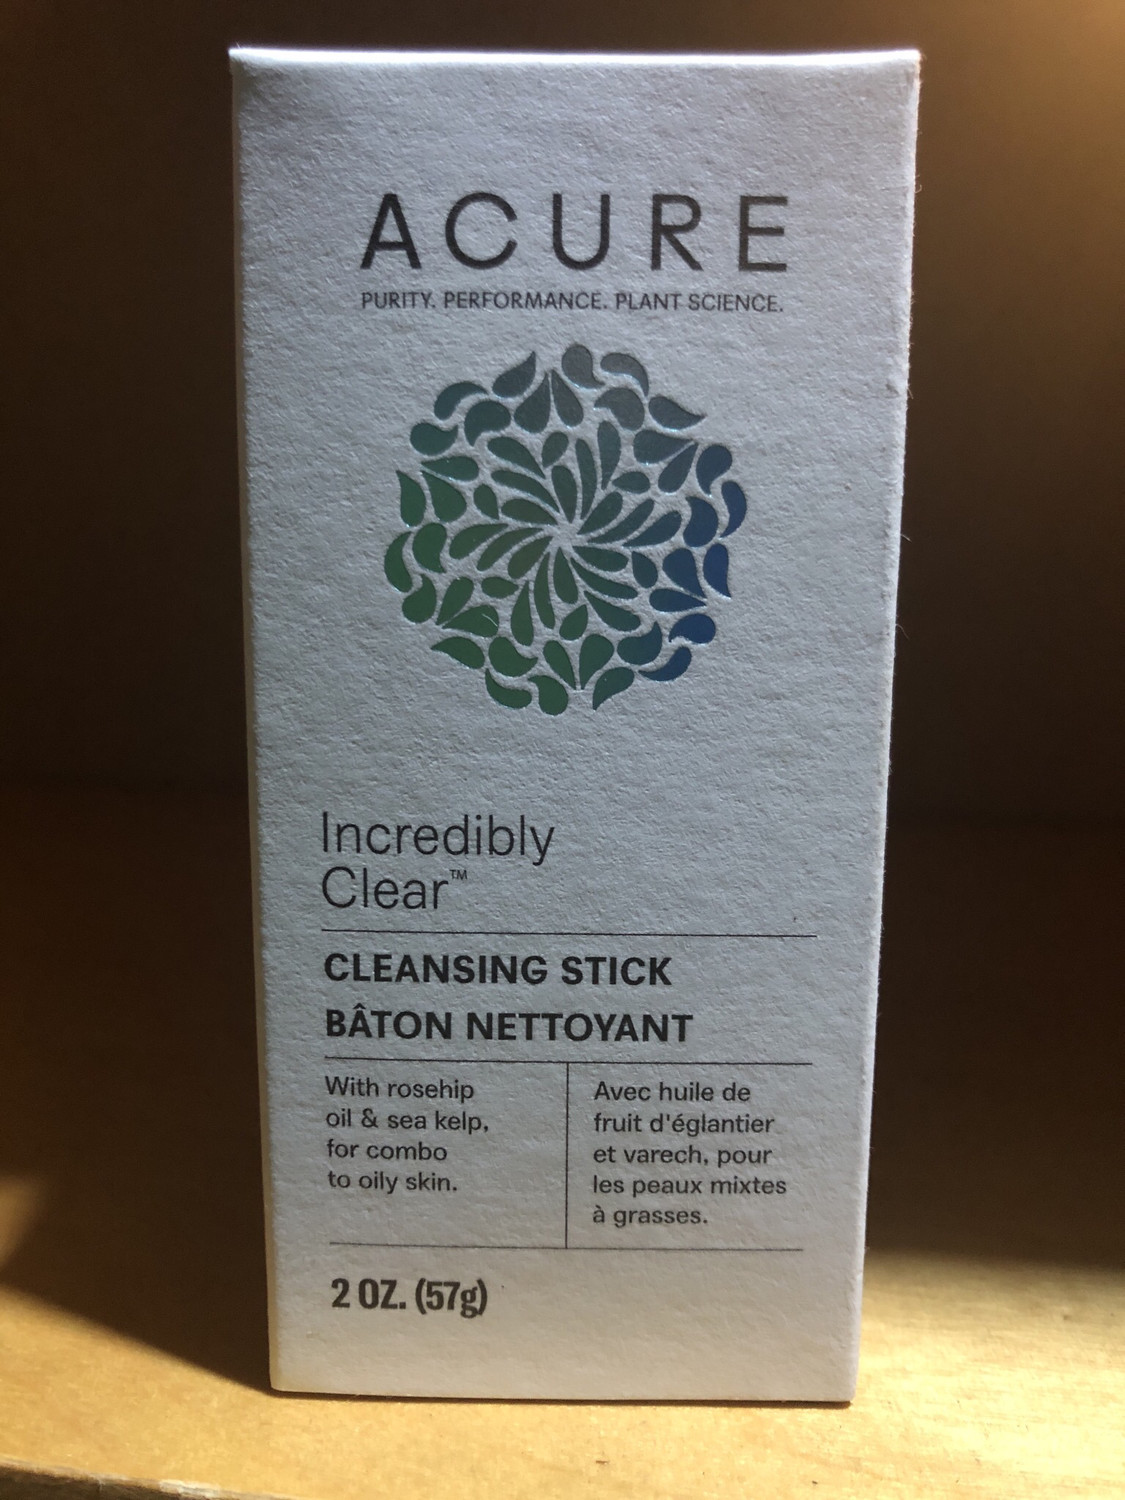 ACURE
PURITY. PERFORMANCE. PLANT SCIENCE.
Incredibly
Clear™
CLEANSING STICK
BÂTON NETTOYANT
With rosehip
oil & sea kelp,
for combo
to oily skin.
Avec huile de
fruit d'églantier
et varech, pour
les peaux mixtes
à grasses.
2 OZ. (57g)